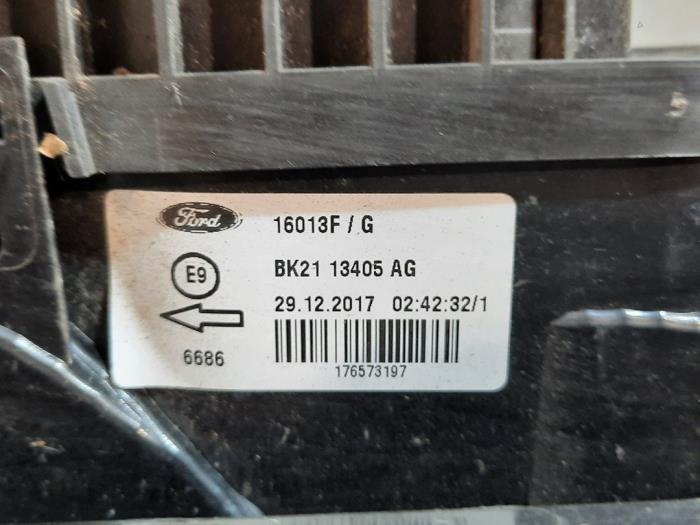 Ford
16013F / G
E9
BK21 13405 AG
29.12.2017 02:42:32/1
6686
176573197